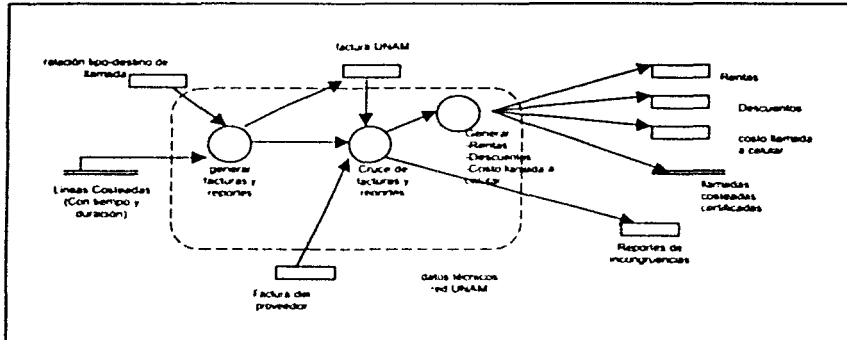 relación tipo-destino de
llamada
factura UNAM
Rentas
Descuentos
costo llamada
a celular
Generar
-Rentas
-Descuentos
-Costo llamada a
celular
generar
facturas y
reportes
Cruce de
facturas y
reportes
Lineas Costeadas
(Con tiempo y
duración)
llamadas
costeadas
certificadas
Reportes de
incongruencias
Factura del
proveedor
datos técnicos
red UNAM